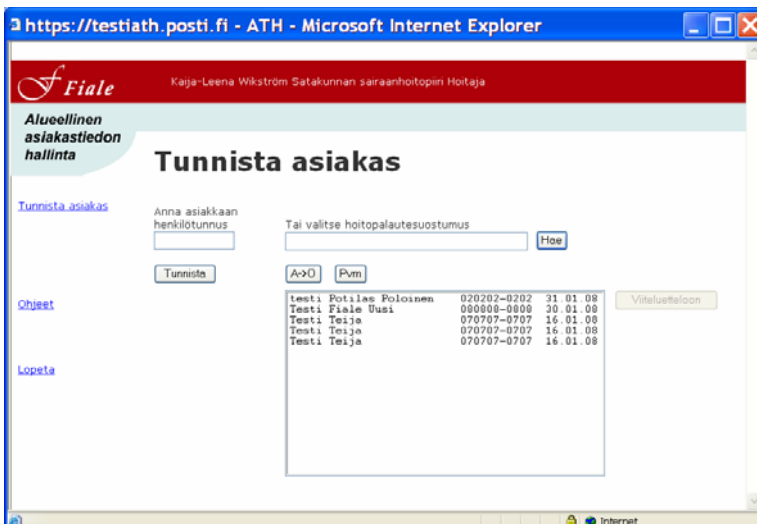 https://testiath.posti.fi - ATH - Microsoft Internet Explorer
Fiale
Kaija-Leena Wikström Satakunnan sairaanhoitopiiri Hoitaja
Alueellinen
asiakastiedon
hallinta
Tunnista asiakas
Tunnista asiakas
Anna asiakkaan
henkilötunnus
Tai valitse hoitopalautesuostumus
Hae
Tunnista
A->O
Pvm
Ohjeet
testi Potilas Poloinen 020202-0202 31.01.08
Testi Fiale Uusi 080808-0808 30.01.08
Testi Teija 070707-0707 16.01.08
Testi Teija 070707-0707 16.01.08
Testi Teija 070707-0707 16.01.08
Viiteluetteloon
Lopeta
Internet